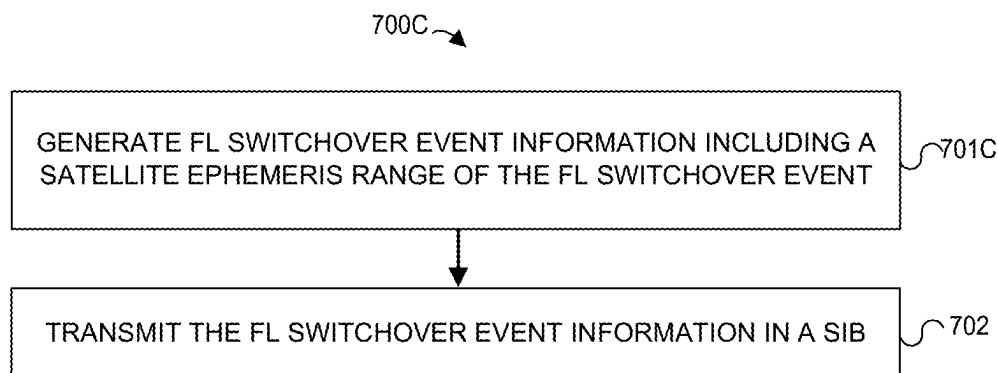 700C
GENERATE FL SWITCHOVER EVENT INFORMATION INCLUDING A
SATELLITE EPHEMERIS RANGE OF THE FL SWITCHOVER EVENT
701C
TRANSMIT THE FL SWITCHOVER EVENT INFORMATION IN A SIB
702